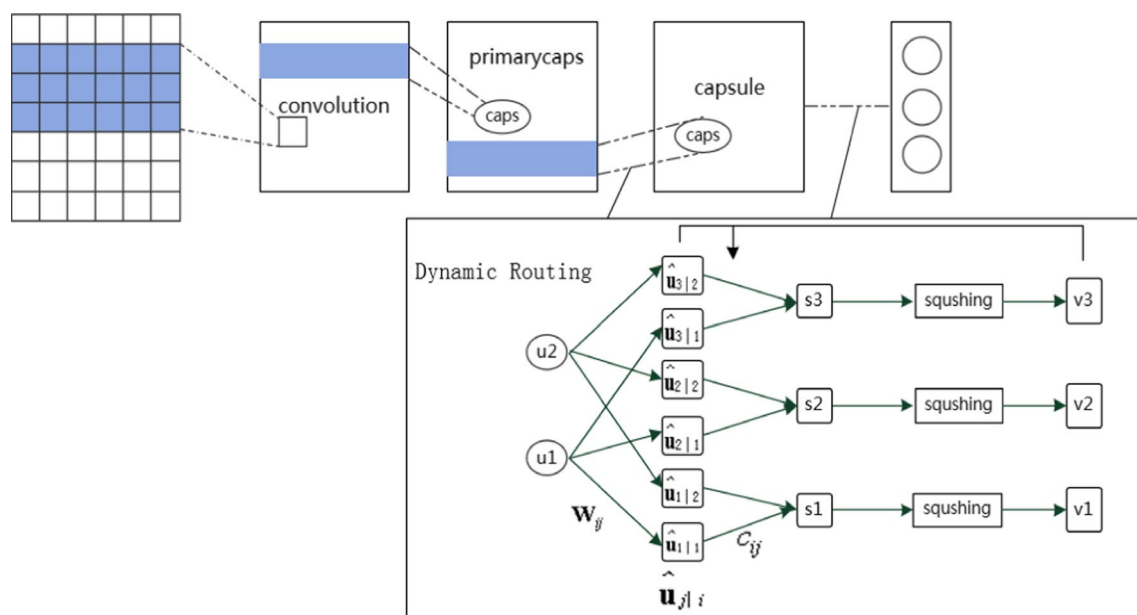 convolution
primarycaps
caps
capsule
caps
Dynamic Routing
û3|2
s3
squshing
v3
û3|1
u2
û2|2
s2
squshing
v2
û2|1
u1
û1|2
s1
squshing
v1
Wij
û1|1
Cij
ûj|i